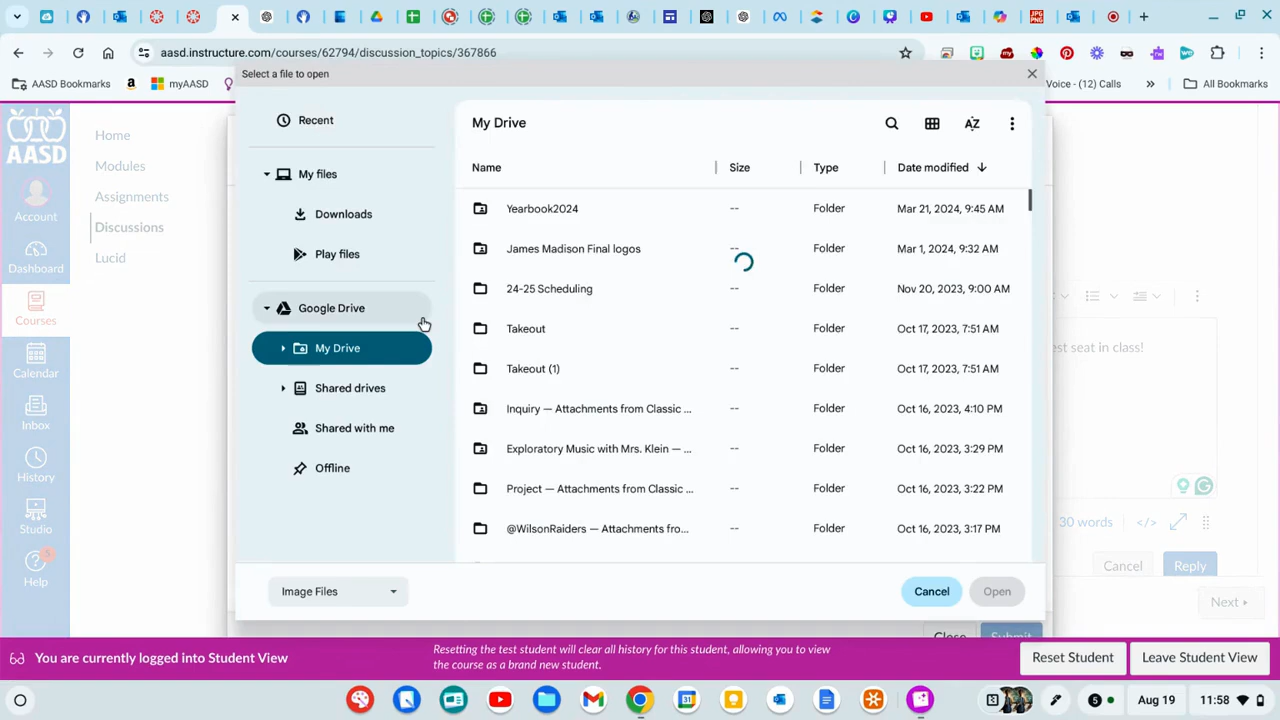 aasd.instructure.com/courses/62794/discussion_topics/367866
AASD Bookmarks
myAASD
Voice - (12) Calls
All Bookmarks
Select a file to open
AASD
Account
Dashboard
Courses
Calendar
Inbox
History
Studio
5
Help
Home
Modules
Assignments
Discussions
Lucid
Recent
My files
Downloads
Play files
Google Drive
My Drive
Shared drives
Shared with me
Offline
My Drive
AZ
Name Size Type Date modified
Yearbook2024 -- Folder Mar 21, 2024, 9:45 AM
James Madison Final logos -- Folder Mar 1, 2024, 9:32 AM
24-25 Scheduling -- Folder Nov 20, 2023, 9:00 AM
Takeout -- Folder Oct 17, 2023, 7:51 AM
Takeout (1) -- Folder Oct 17, 2023, 7:51 AM
Inquiry — Attachments from Classic ... -- Folder Oct 16, 2023, 4:10 PM
Exploratory Music with Mrs. Klein — ... -- Folder Oct 16, 2023, 3:29 PM
Project — Attachments from Classic ... -- Folder Oct 16, 2023, 3:22 PM
@WilsonRaiders — Attachments fro... -- Folder Oct 16, 2023, 3:17 PM
Image Files
Cancel Open
est seat in class!
30 words </>
Cancel Reply
Next
Close Submit
You are currently logged into Student View
Resetting the test student will clear all history for this student, allowing you to view
the course as a brand new student.
Reset Student
Leave Student View
31
5
Aug 19
11:58